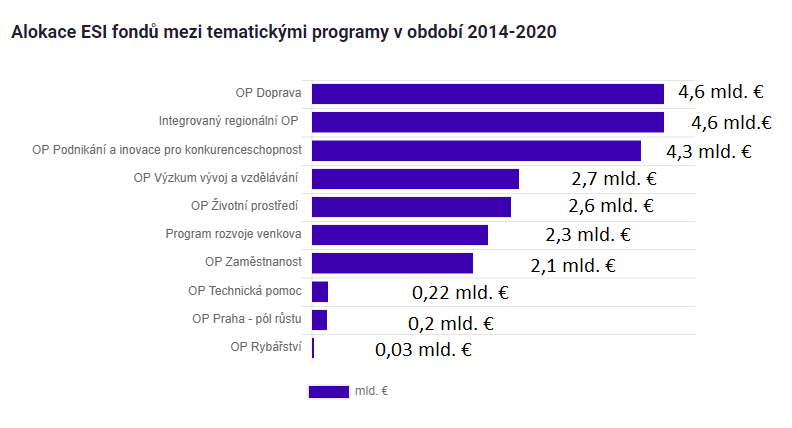 Alokace ESI fondů mezi tematickými programy v období 2014-2020
OP Doprava 4,6 mld. €
Integrovaný regionální OP 4,6 mld.€
OP Podnikání a inovace pro konkurenceschopnost 4,3 mld. €
OP Výzkum vývoj a vzdělávání 2,7 mld. €
OP Životní prostředí 2,6 mld. €
Program rozvoje venkova 2,3 mld. €
OP Zaměstnanost 2,1 mld. €
OP Technická pomoc 0,22 mld. €
OP Praha - pól růstu 0,2 mld. €
OP Rybářství 0,03 mld. €
mld. €